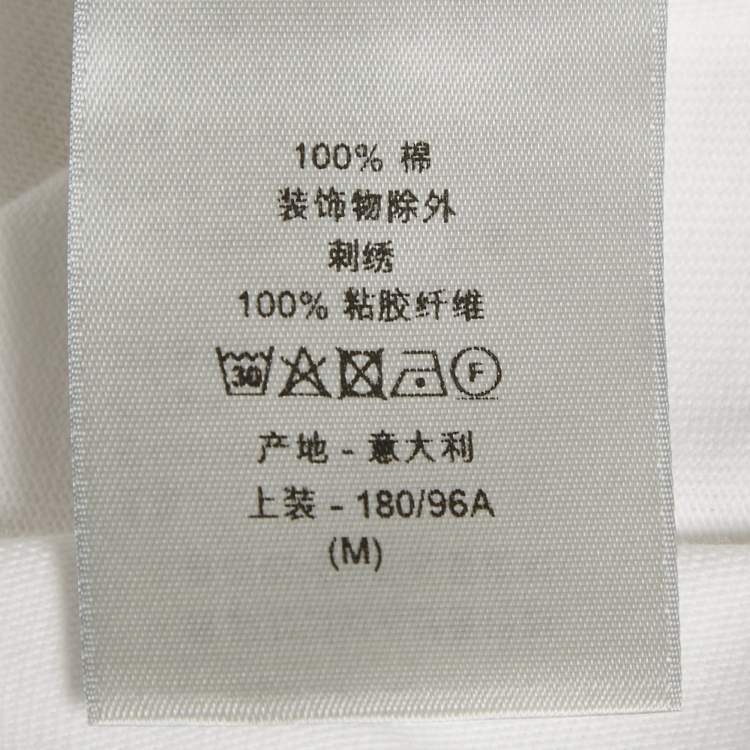 100% 棉
装饰物除外
刺绣
100% 粘胶纤维
30 F
产地 - 意大利
上装 - 180/96A
(M)